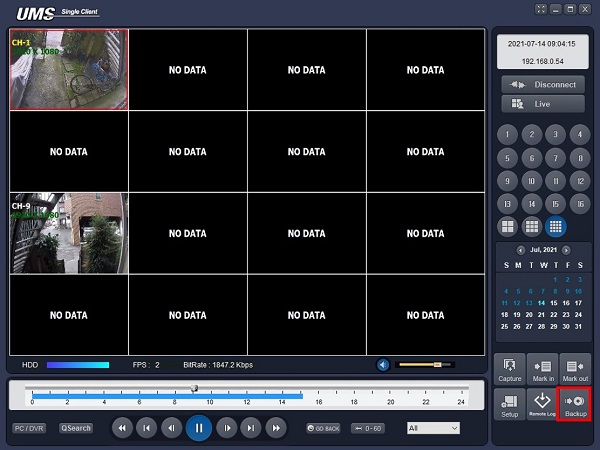 UMS Single Client
CH-1
NO DATA NO DATA NO DATA
NO DATA NO DATA NO DATA NO DATA
CH-9
NO DATA NO DATA NO DATA
NO DATA NO DATA NO DATA NO DATA
HDD FPS : 2 BitRate : 1847.2 Kbps
0 2 4 6 8 10 12 14 16 18 20 22 24
PC / DVR QSearch GO BACK 0 - 60 All
2021-07-14 09:04:15
192.168.0.54
Disconnect
Live
1 2 3 4
5 6 7 8
9 10 11 12
13 14 15 16
Jul, 2021
S M T W T F S
1 2 3
4 5 6 7 8 9 10
11 12 13 14 15 16 17
18 19 20 21 22 23 24
25 26 27 28 29 30 31
Capture Mark in Mark out
Setup Remote Log Backup